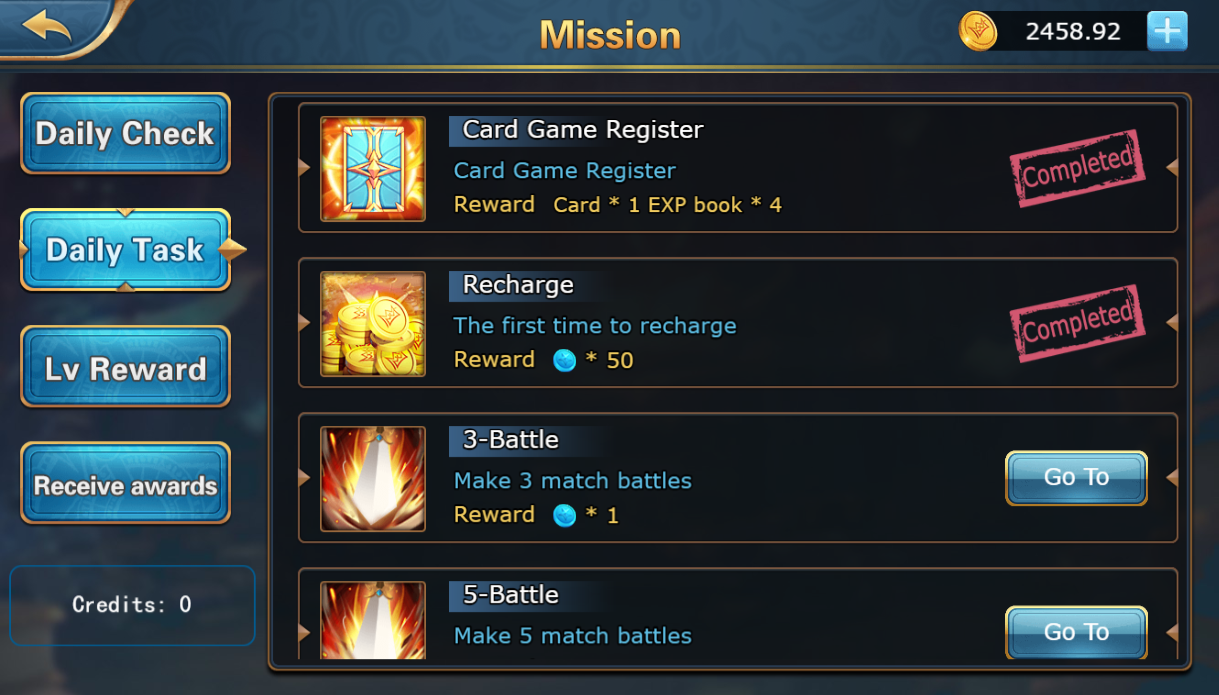 Mission
2458.92
Daily Check
Daily Task
Lv Reward
Receive awards
Credits: 0
Card Game Register
Card Game Register
Reward Card * 1 EXP book * 4
Completed
Recharge
The first time to recharge
Reward * 50
Completed
3-Battle
Make 3 match battles
Reward * 1
Go To
5-Battle
Make 5 match battles
Go To